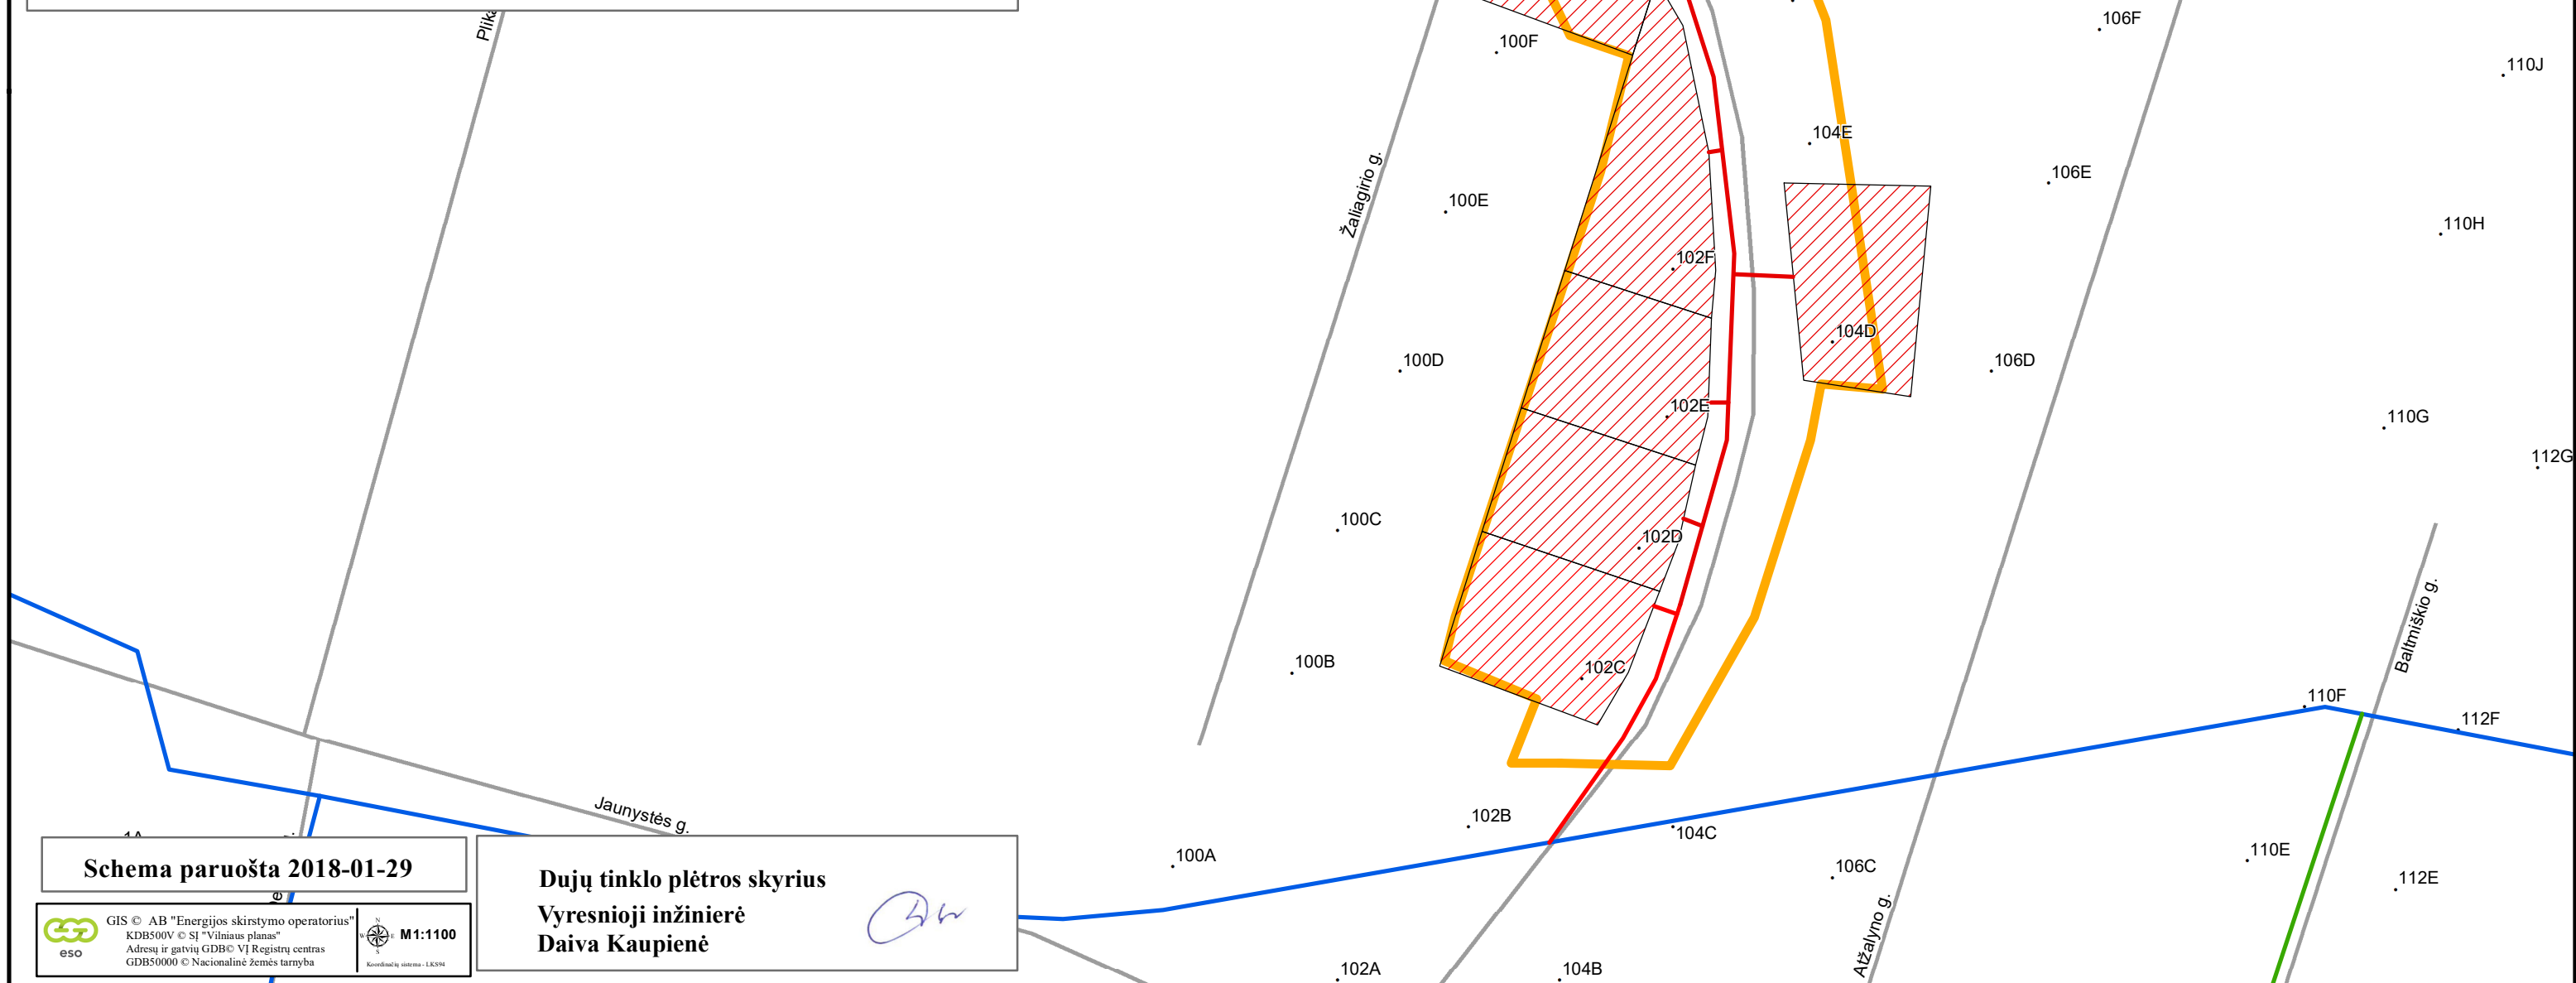 106F
100F
110J
104E
Žaliagirio g.
106E
100E
110H
102F
104D
100D
106D
102E
110G
112G
100C
102D
Baltmiškio g.
100B
102C
110F
112F
Jaunystės g.
102B
104C
110E
100A
106C
112E
Atžalyno g.
102A
104B
Schema paruošta 2018-01-29
Dujų tinklo plėtros skyrius
Vyresnioji inžinierė
Daiva Kaupienė
eso
GIS © AB "Energijos skirstymo operatorius"
KDB500V © SĮ "Vilniaus planas"
Adresų ir gatvių GDB© VĮ Registrų centras
GDB50000 © Nacionalinė žemės tarnyba
N
W E
S
M1:1100
Koordinačių sistema - LKS94